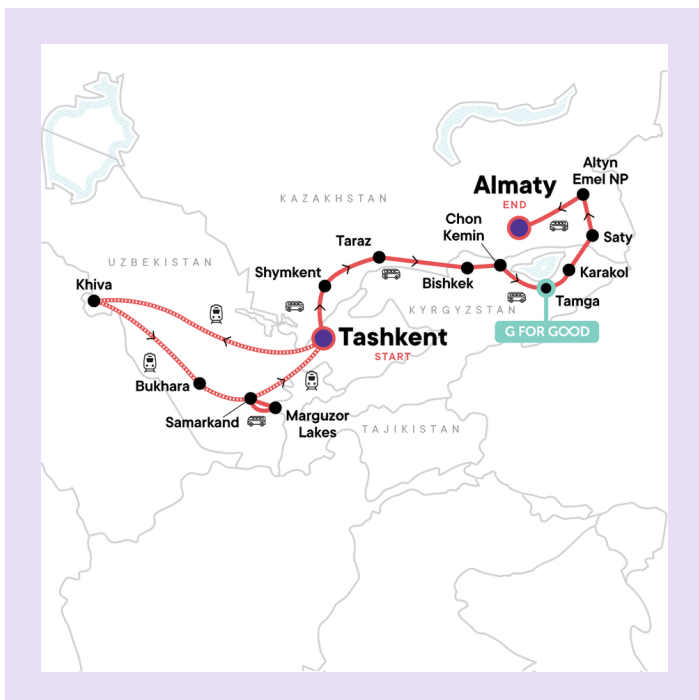 Altyn
Emel NP
Almaty
END
KAZAKHSTAN
Chon
Kemin
Saty
Taraz
UZBEKISTAN
Shymkent
Karakol
Khiva
Bishkek
Tamga
KYRGYZSTAN
G FOR GOOD
Tashkent
START
Bukhara
Samarkand
Marguzor
Lakes
TAJIKISTAN